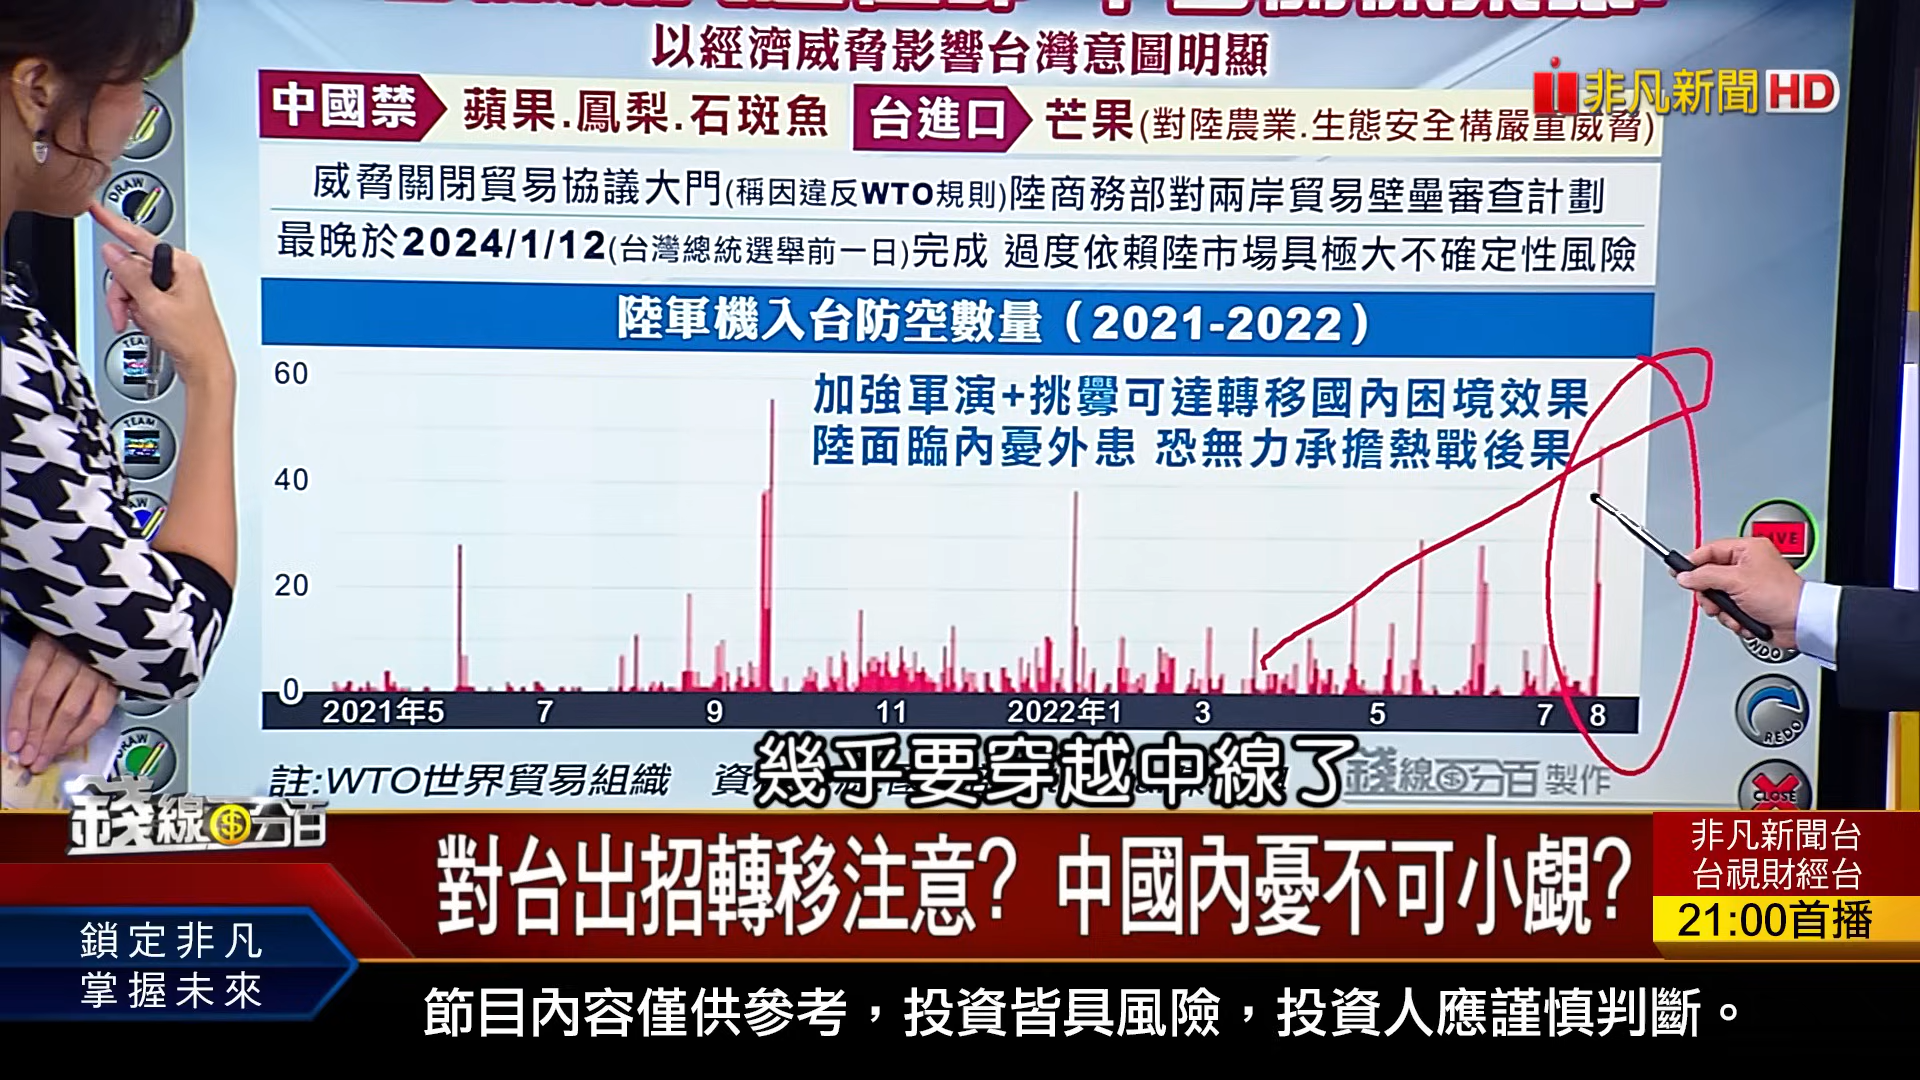 以經濟威脅影響台灣意圖明顯
非凡新聞HD
中國禁 蘋果.鳳梨.石斑魚 台進口 芒果(對陸農業.生態安全構嚴重威脅)
威脅關閉貿易協議大門(稱因違反WTO規則)陸商務部對兩岸貿易壁壘審查計劃
最晚於2024/1/12(台灣總統選舉前一日)完成 過度依賴陸市場具極大不確定性風險
陸軍機入台防空數量（2021-2022）
加強軍演+挑釁可達轉移國內困境效果
陸面臨內憂外患 恐無力承擔熱戰後果
60
40
20
0
2021年5 7 9 11 2022年1 3 5 7 8
DRAW
TEAM
SAVE
UNDO
REDO
CLOSE
DRAW
註:WTO世界貿易組織 資
錢線百分百製作
幾乎要穿越中線了
錢線百分百
對台出招轉移注意? 中國內憂不可小覷?
非凡新聞台
台視財經台
21:00首播
鎖定非凡
掌握未來
節目內容僅供參考，投資皆具風險，投資人應謹慎判斷。